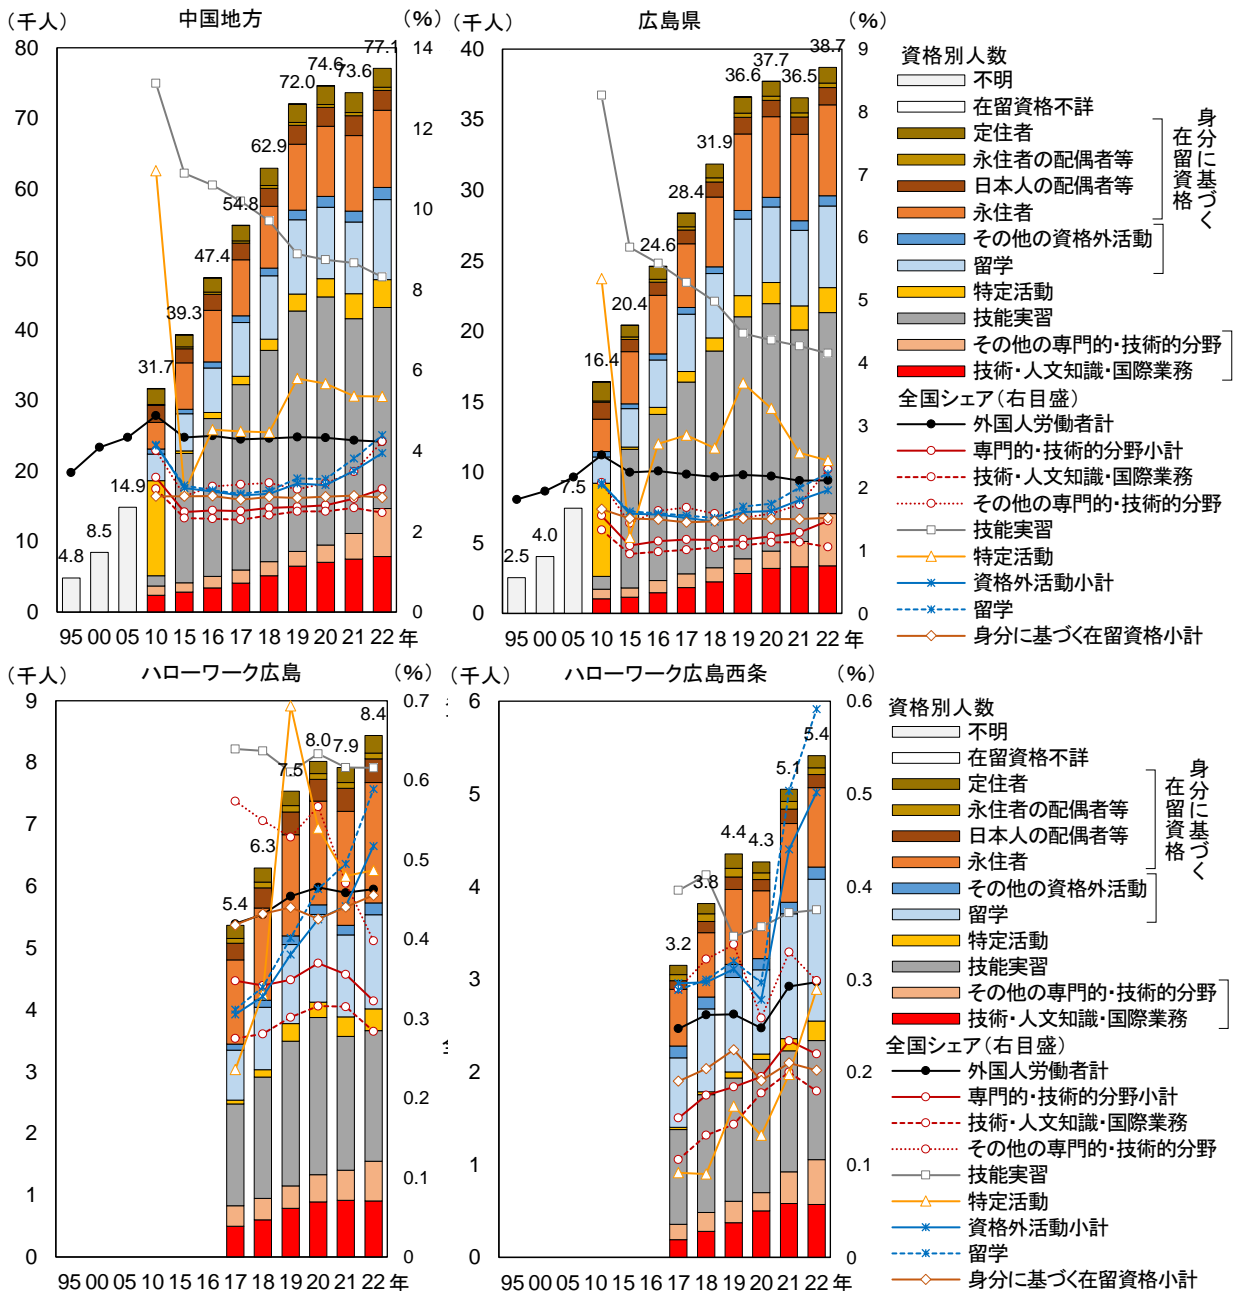 中国地方
（千人） （％）
80 70 60 50 40 30 20 10 0
14 12 10 8 6 4 2 0
4.8 8.5 14.9 31.7 39.3 47.4 54.8 62.9 72.0 74.6 73.6 77.1
95 00 05 10 15 16 17 18 19 20 21 22 年
広島県
（千人） （％）
40 35 30 25 20 15 10 5 0
9 8 7 6 5 4 3 2 1 0
2.5 4.0 7.5 16.4 20.4 24.6 28.4 31.9 36.6 37.7 36.5 38.7
95 00 05 10 15 16 17 18 19 20 21 22 年
資格別人数
不明
在留資格不詳
定住者
永住者の配偶者等
日本人の配偶者等
永住者
身分に基づく
在留資格
その他の資格外活動
留学
特定活動
技能実習
その他の専門的・技術的分野
技術・人文知識・国際業務
全国シェア（右目盛）
外国人労働者計
専門的・技術的分野小計
技術・人文知識・国際業務
その他の専門的・技術的分野
技能実習
特定活動
資格外活動小計
留学
身分に基づく在留資格小計
ハローワーク広島
（千人） （％）
9 8 7 6 5 4 3 2 1 0
0.7 0.6 0.5 0.4 0.3 0.2 0.1 0
5.4 6.3 7.5 8.0 7.9 8.4
95 00 05 10 15 16 17 18 19 20 21 22 年
ハローワーク広島西条
（千人） （％）
6 5 4 3 2 1 0
0.6 0.5 0.4 0.3 0.2 0.1 0
3.2 3.8 4.4 4.3 5.1 5.4
95 00 05 10 15 16 17 18 19 20 21 22 年
資格別人数
不明
在留資格不詳
定住者
永住者の配偶者等
日本人の配偶者等
永住者
身分に基づく
在留資格
その他の資格外活動
留学
特定活動
技能実習
その他の専門的・技術的分野
技術・人文知識・国際業務
全国シェア（右目盛）
外国人労働者計
専門的・技術的分野小計
技術・人文知識・国際業務
その他の専門的・技術的分野
技能実習
特定活動
資格外活動小計
留学
身分に基づく在留資格小計